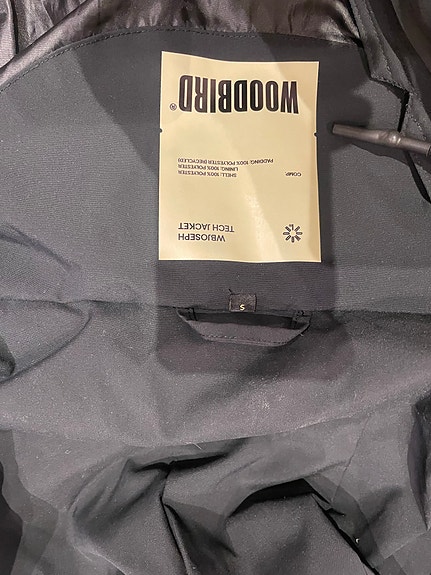 WOODBIRD®
COMP. SHELL: 100% POLYESTER
LINING: 100% POLYESTER
PADDING: 100% POLYESTER (RECYCLED)
WBJOSEPH
TECH JACKET
S